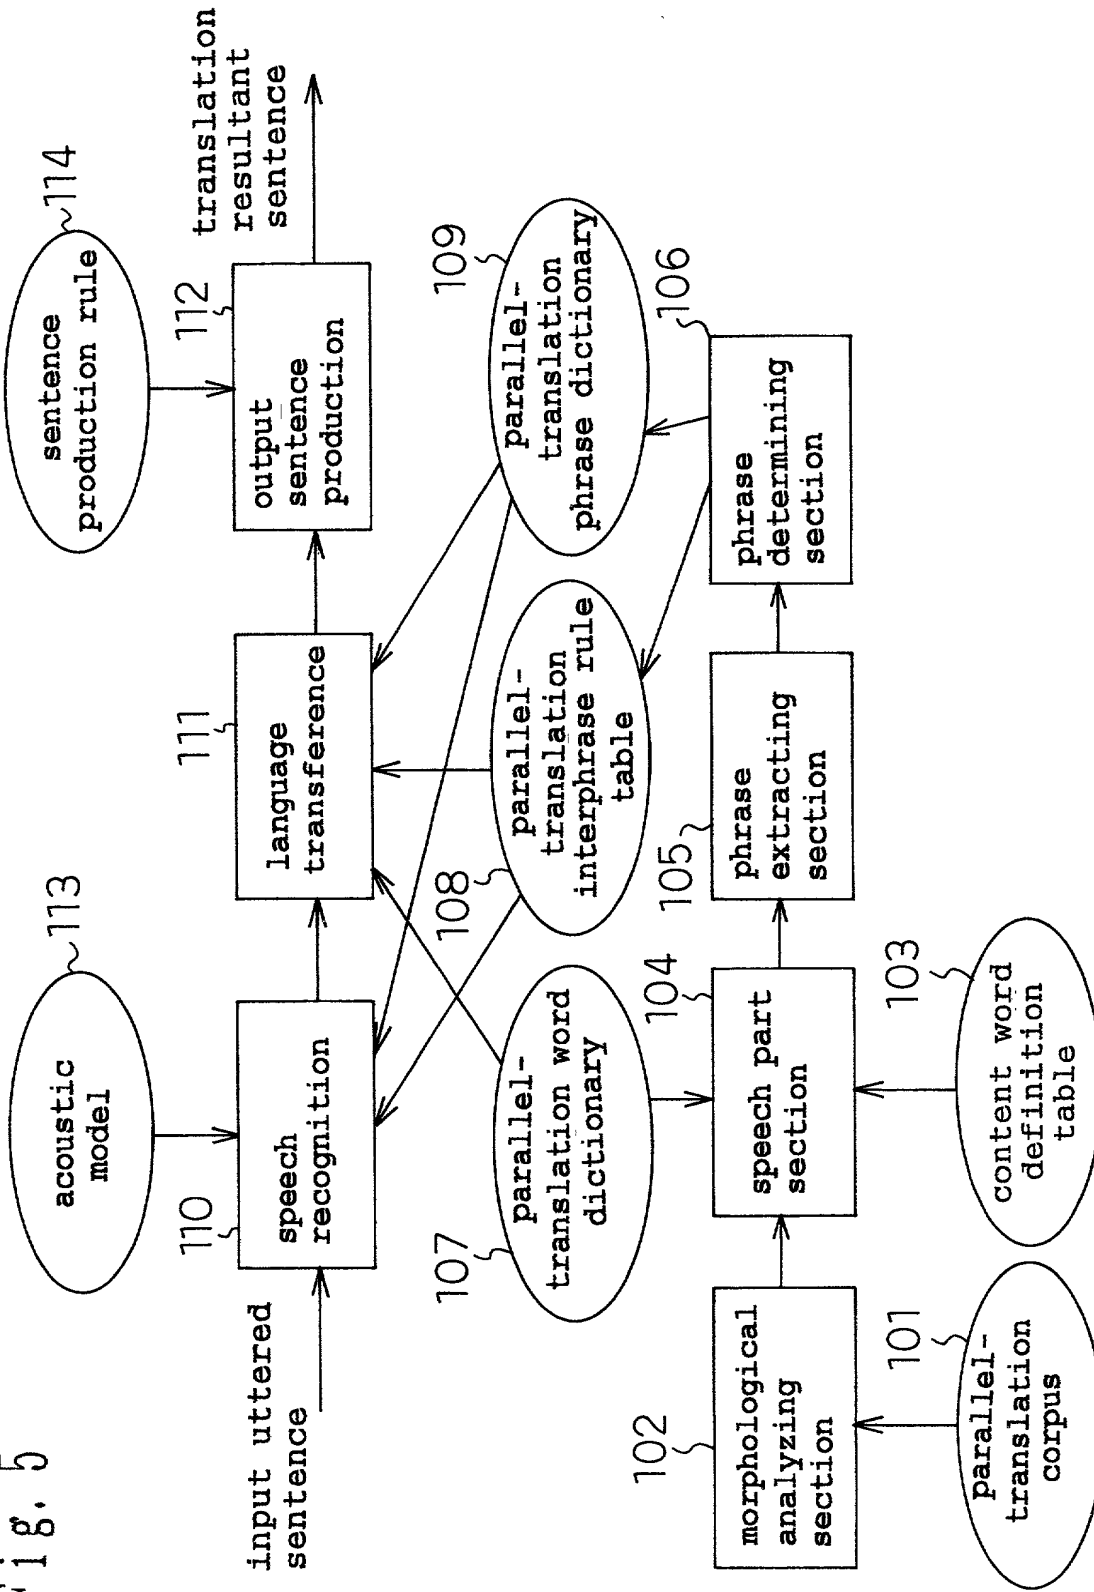 Fig. 5
acoustic
model
113
sentence
production rule
114
input uttered
sentence
110
speech
recognition
111
language
transference
112
output
sentence
production
translation
resultant
sentence
107
parallel-
translation word
dictionary
108
parallel-
translation
interphrase rule
table
109
parallel-
translation
phrase dictionary
102
morphological
analyzing
section
104
speech part
section
105
phrase
extracting
section
106
phrase
determining
section
101
parallel-
translation
corpus
103
content word
definition
table